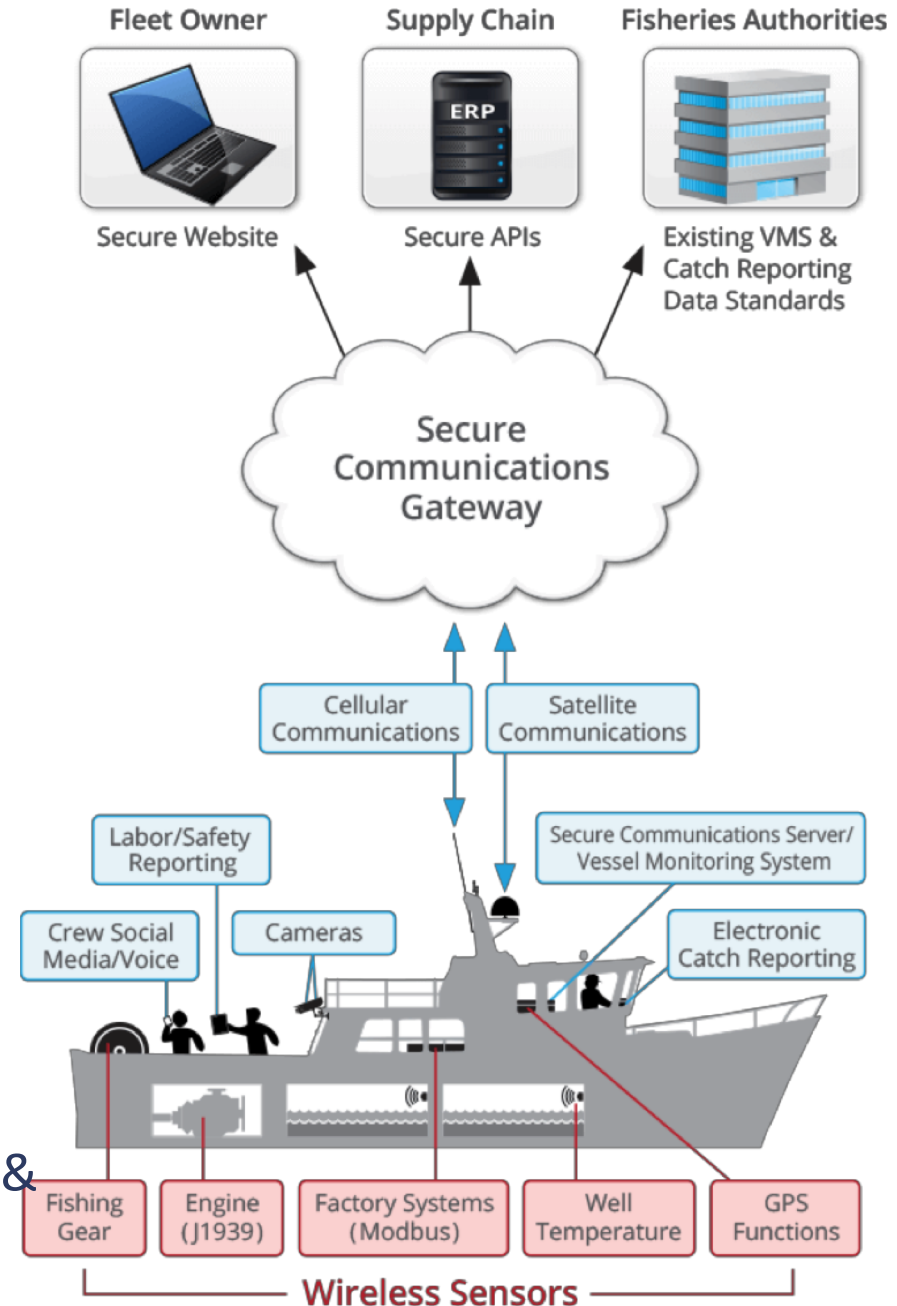 Fleet Owner
Supply Chain
Fisheries Authorities
ERP
Secure Website
Secure APIs
Existing VMS &
Catch Reporting
Data Standards
Secure
Communications
Gateway
Cellular
Communications
Satellite
Communications
Labor/Safety
Reporting
Secure Communications Server/
Vessel Monitoring System
Crew Social
Media/Voice
Cameras
Electronic
Catch Reporting
&
Fishing
Gear
Engine
(J1939)
Factory Systems
(Modbus)
Well
Temperature
GPS
Functions
Wireless Sensors